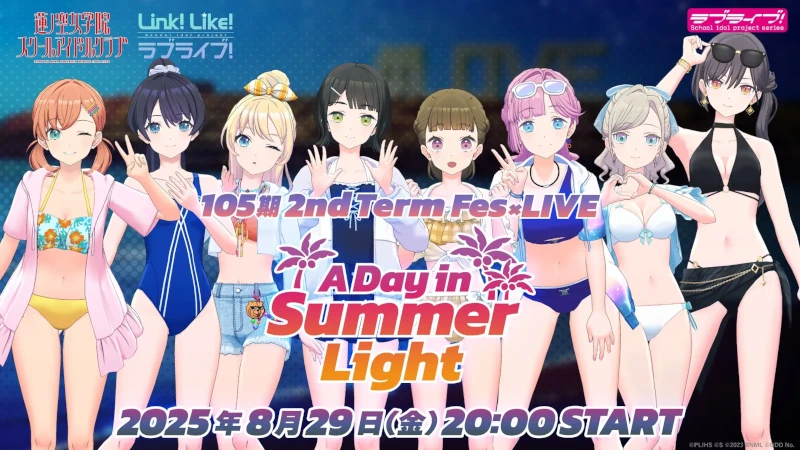 蓮ノ空女学院
スクールアイドルクラブ
Link! Like!
School idol project
ラブライブ!
ラブライブ!
School idol project series
105期 2nd Term Fes×LIVE
A Day in
Summer
Light
2025年8月29日(金) 20:00 START